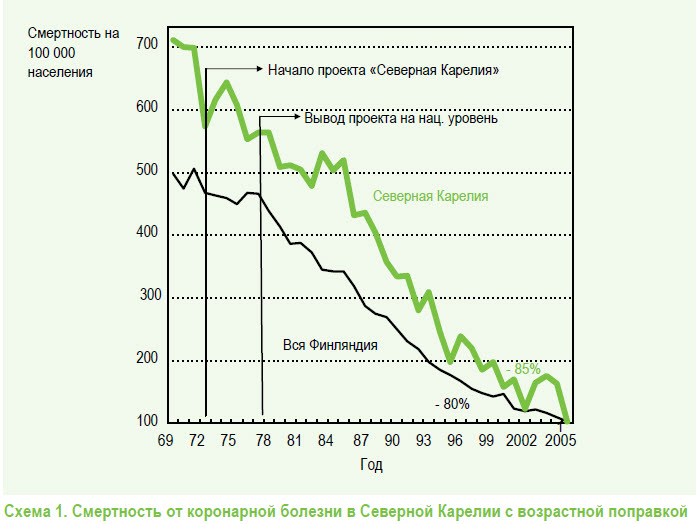 Смертность на
100 000
населения
700
600
500
400
300
200
100
Начало проекта «Северная Карелия»
Вывод проекта на нац. уровень
Северная Карелия
Вся Финляндия
- 85%
- 80%
69 72 75 78 81 84 87 90 93 96 99 2002 2005
Год
Схема 1. Смертность от коронарной болезни в Северной Карелии с возрастной поправкой